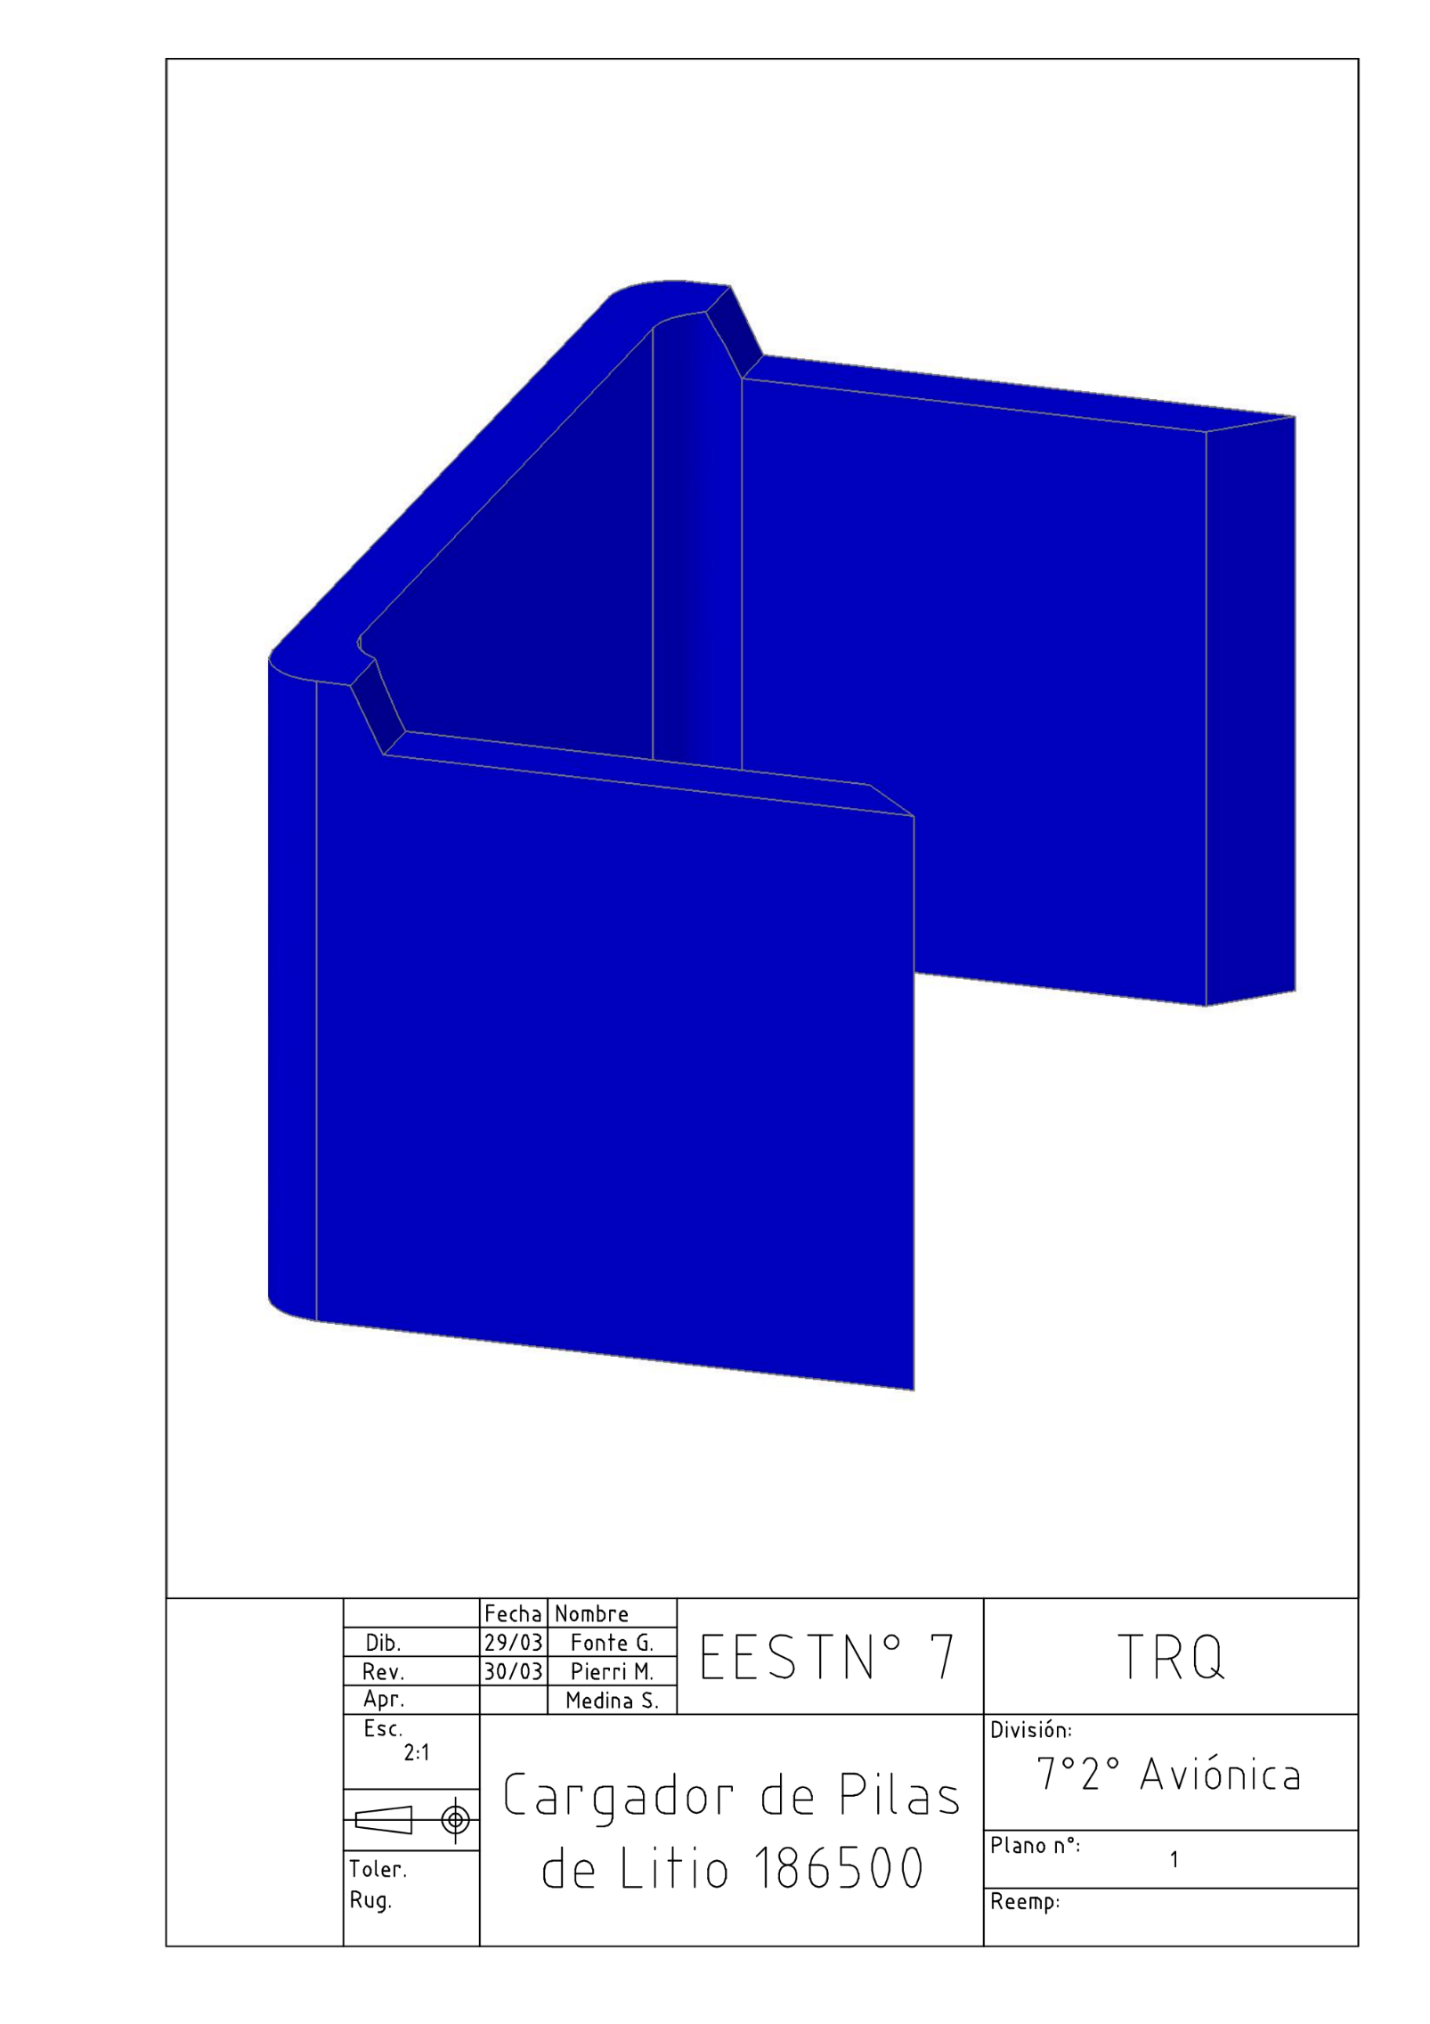 Fecha Nombre
Dib. 29/03 Fonte G.
Rev. 30/03 Pierri M.
Apr. Medina S.
EESTN° 7
TRQ
Esc.
2:1
Toler.
Rug.
Cargador de Pilas
de Litio 186500
División:
7°2° Aviónica
Plano n°:
1
Reemp: